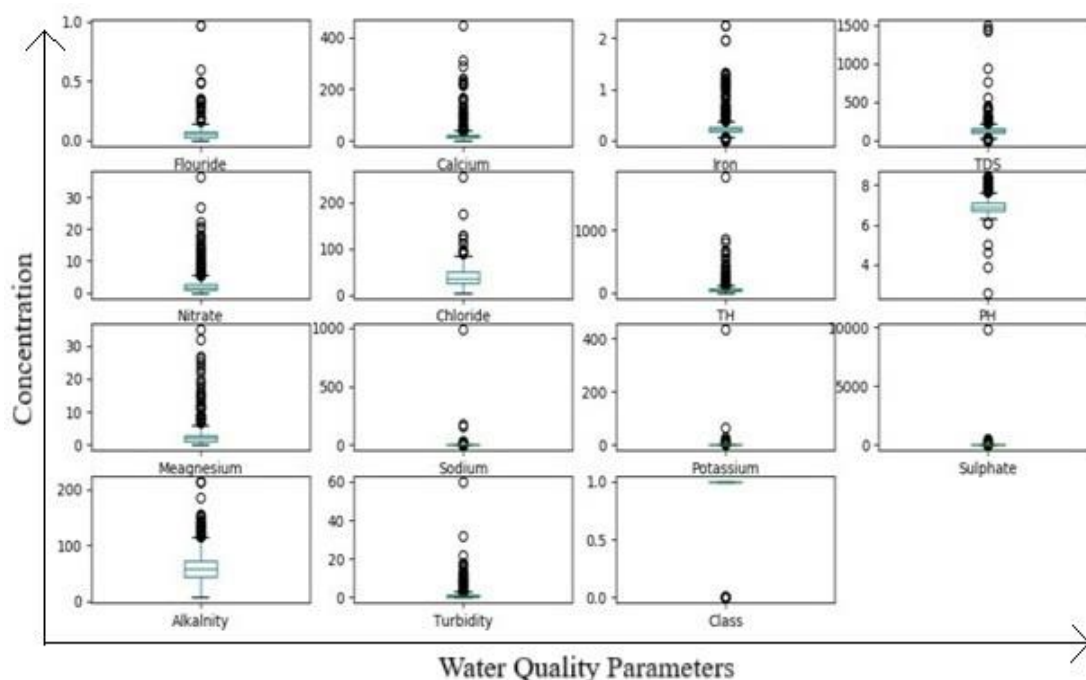 Concentration
1.0 400 2 1500
1000
0.5 200 1 500
0.0 0 0 0
Flouride Calcium Iron TDS
30 200 8
20 1000 6
10 100 4
0 0 0
Nitrate Chloride TH PH
30 1000 400 10000
20 500 200 5000
10
0 0 0 0
Meagnesium Sodium Potassium Sulphate
200 60 1.0
40
100 20 0.5
0 0 0.0
Alkalnity Turbidity Class
Water Quality Parameters